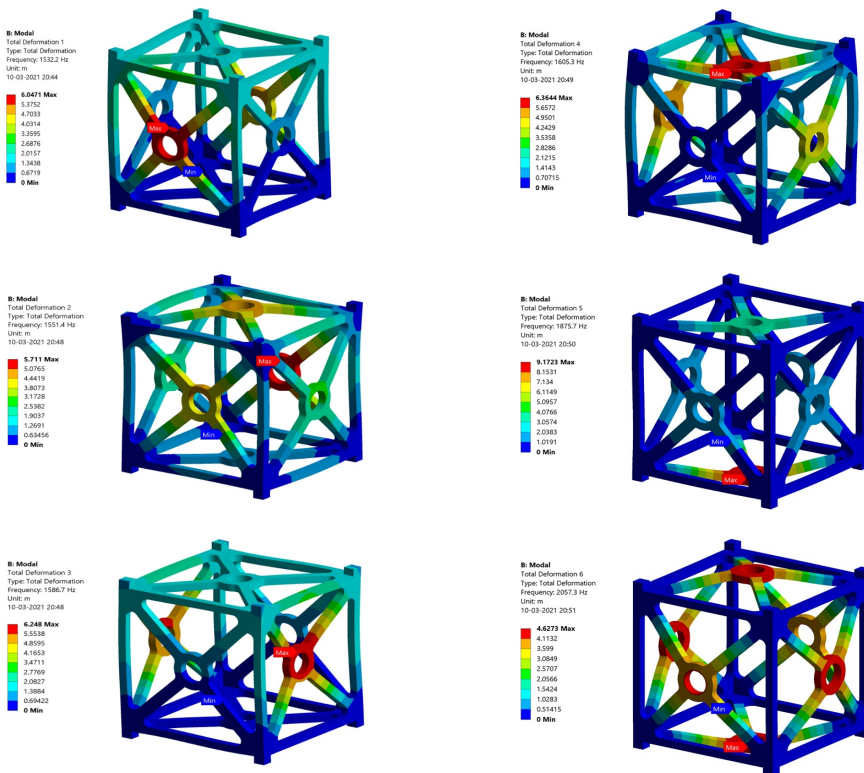 B: Modal
Total Deformation 1
Type: Total Deformation
Frequency: 1532.2 Hz
Unit: m
10-03-2021 20:44
6.0471 Max
5.3752
4.7033
4.0314
3.3595
2.6876
2.0157
1.3438
0.6719
0 Min
Max
Min
B: Modal
Total Deformation 4
Type: Total Deformation
Frequency: 1605.3 Hz
Unit: m
10-03-2021 20:49
6.3644 Max
5.6572
4.9501
4.2429
3.5358
2.8286
2.1215
1.4143
0.70715
0 Min
Max
Min
B: Modal
Total Deformation 2
Type: Total Deformation
Frequency: 1551.4 Hz
Unit: m
10-03-2021 20:48
5.711 Max
5.0765
4.4419
3.8073
3.1728
2.5382
1.9037
1.2691
0.63456
0 Min
Max
Min
B: Modal
Total Deformation 5
Type: Total Deformation
Frequency: 1875.7 Hz
Unit: m
10-03-2021 20:50
9.1723 Max
8.1531
7.134
6.1149
5.0957
4.0766
3.0574
2.0383
1.0191
0 Min
Min
Max
B: Modal
Total Deformation 3
Type: Total Deformation
Frequency: 1586.7 Hz
Unit: m
10-03-2021 20:48
6.248 Max
5.5538
4.8595
4.1653
3.4711
2.7769
2.0827
1.3884
0.69422
0 Min
Max
Min
B: Modal
Total Deformation 6
Type: Total Deformation
Frequency: 2057.3 Hz
Unit: m
10-03-2021 20:51
4.6273 Max
4.1132
3.599
3.0849
2.5707
2.0566
1.5424
1.0283
0.51415
0 Min
Min
Max